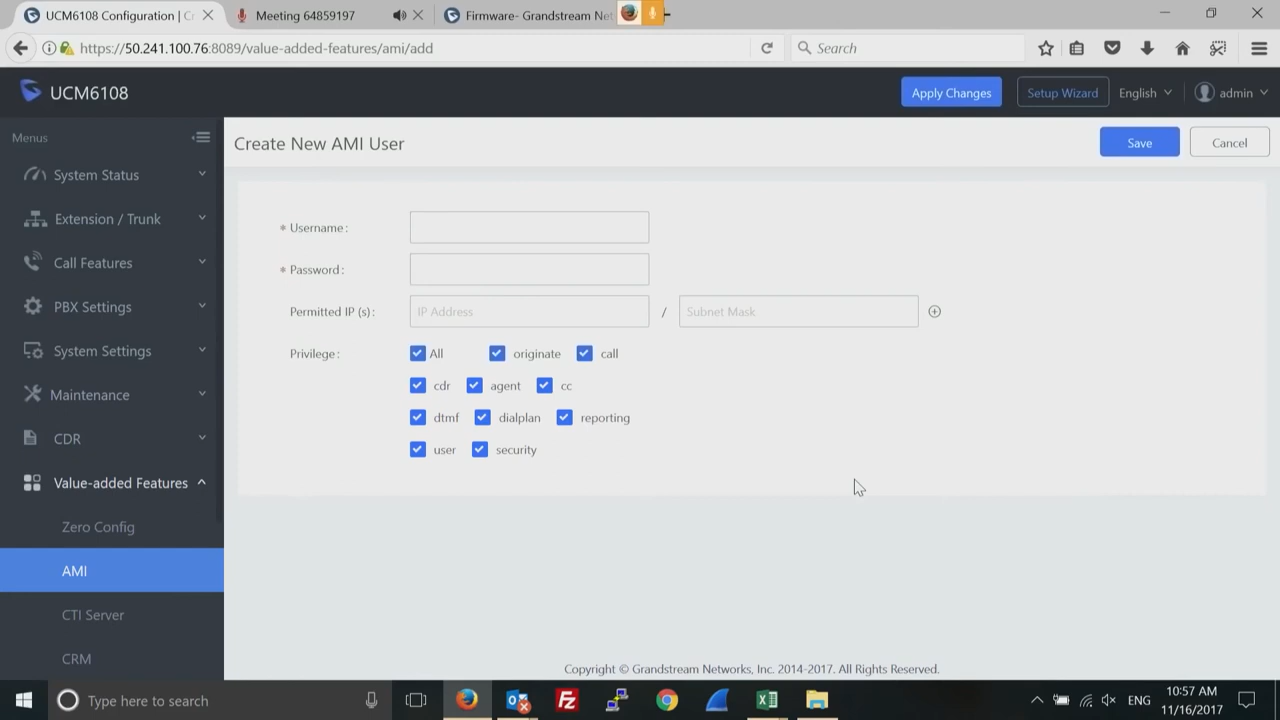 UCM6108 Configuration | C
Meeting 64859197
Firmware- Grandstream Net
https://50.241.100.76:8089/value-added-features/ami/add
Search
UCM6108
Apply Changes
Setup Wizard
English
admin
Menus
System Status
Extension / Trunk
Call Features
PBX Settings
System Settings
Maintenance
CDR
Value-added Features
Zero Config
AMI
CTI Server
CRM
Create New AMI User
Save
Cancel
* Username :
* Password :
Permitted IP (s) :
IP Address
/
Subnet Mask
Privilege :
All originate call
cdr agent cc
dtmf dialplan reporting
user security
Copyright © Grandstream Networks, Inc. 2014-2017. All Rights Reserved.
Type here to search
ENG
10:57 AM
11/16/2017